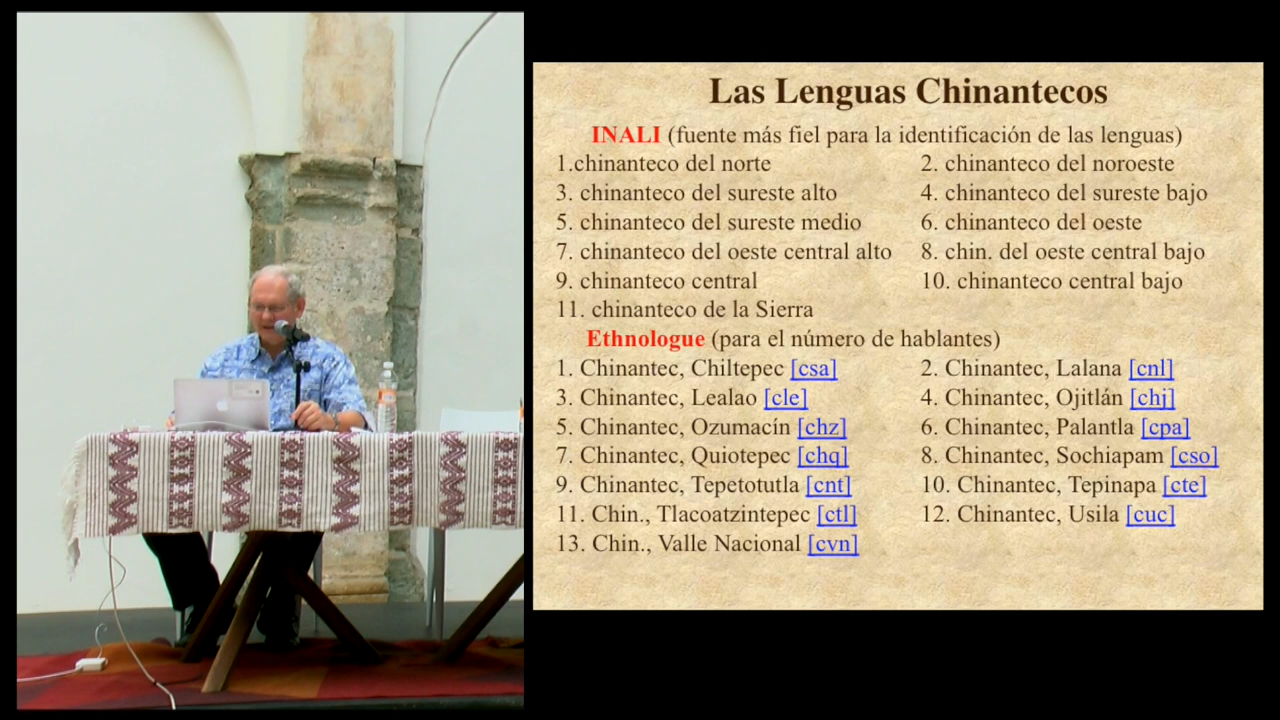 Las Lenguas Chinantecos
INALI (fuente más fiel para la identificación de las lenguas)
1.chinanteco del norte 2. chinanteco del noroeste
3. chinanteco del sureste alto 4. chinanteco del sureste bajo
5. chinanteco del sureste medio 6. chinanteco del oeste
7. chinanteco del oeste central alto 8. chin. del oeste central bajo
9. chinanteco central 10. chinanteco central bajo
11. chinanteco de la Sierra
Ethnologue (para el número de hablantes)
1. Chinantec, Chiltepec [csa] 2. Chinantec, Lalana [cnl]
3. Chinantec, Lealao [cle] 4. Chinantec, Ojitlán [chj]
5. Chinantec, Ozumacín [chz] 6. Chinantec, Palantla [cpa]
7. Chinantec, Quiotepec [chq] 8. Chinantec, Sochiapam [cso]
9. Chinantec, Tepetotutla [cnt] 10. Chinantec, Tepinapa [cte]
11. Chin., Tlacoatzintepec [ctl] 12. Chinantec, Usila [cuc]
13. Chin., Valle Nacional [cvn]